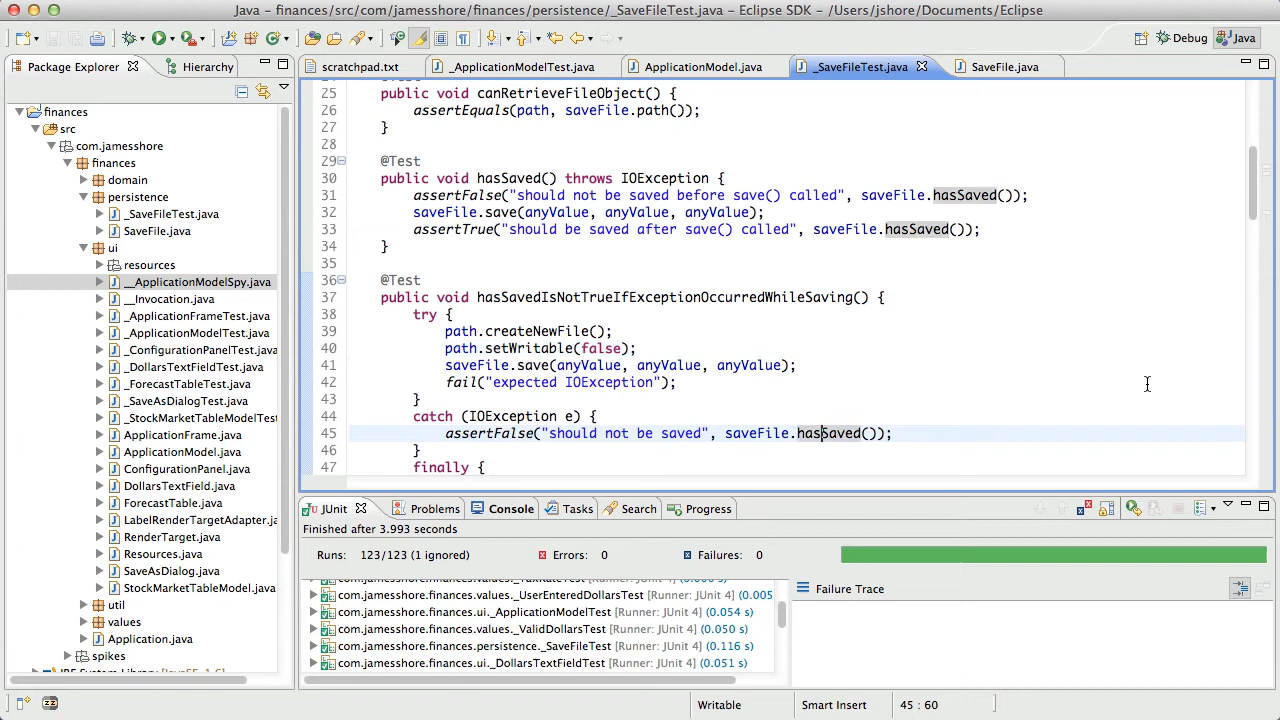 Java – finances/src/com/jamesshore/finances/persistence/_SaveFileTest.java – Eclipse SDK – /Users/jshore/Documents/Eclipse
Debug
Java
Package Explorer
Hierarchy
scratchpad.txt
_ApplicationModelTest.java
ApplicationModel.java
_SaveFileTest.java
SaveFile.java
finances
src
com.jamesshore
finances
domain
persistence
_SaveFileTest.java
SaveFile.java
ui
resources
__ApplicationModelSpy.java
__Invocation.java
_ApplicationFrameTest.java
_ApplicationModelTest.java
_ConfigurationPanelTest.java
_DollarsTextFieldTest.java
_ForecastTableTest.java
_SaveAsDialogTest.java
_StockMarketTableModelTest
ApplicationFrame.java
ApplicationModel.java
ConfigurationPanel.java
DollarsTextField.java
ForecastTable.java
LabelRenderTargetAdapter.ja
RenderTarget.java
Resources.java
SaveAsDialog.java
StockMarketTableModel.java
util
values
Application.java
spikes
25 public void canRetrieveFileObject() {
26 assertEquals(path, saveFile.path());
27 }
28
29 @Test
30 public void hasSaved() throws IOException {
31 assertFalse("should not be saved before save() called", saveFile.hasSaved());
32 saveFile.save(anyValue, anyValue, anyValue);
33 assertTrue("should be saved after save() called", saveFile.hasSaved());
34 }
35
36 @Test
37 public void hasSavedIsNotTrueIfExceptionOccurredWhileSaving() {
38 try {
39 path.createNewFile();
40 path.setWritable(false);
41 saveFile.save(anyValue, anyValue, anyValue);
42 fail("expected IOException");
43 }
44 catch (IOException e) {
45 assertFalse("should not be saved", saveFile.hasSaved());
46 }
47 finally {
JUnit
Problems
Console
Tasks
Search
Progress
Finished after 3.993 seconds
Runs: 123/123 (1 ignored)
Errors: 0
Failures: 0
com.jamesshore.finances.values._UserEnteredDollarsTest [Runner: JUnit 4] (0.005
com.jamesshore.finances.ui._ApplicationModelTest [Runner: JUnit 4] (0.054 s)
com.jamesshore.finances.values._ValidDollarsTest [Runner: JUnit 4] (0.050 s)
com.jamesshore.finances.persistence._SaveFileTest [Runner: JUnit 4] (0.116 s)
com.jamesshore.finances.ui._DollarsTextFieldTest [Runner: JUnit 4] (0.051 s)
Failure Trace
Writable
Smart Insert
45 : 60